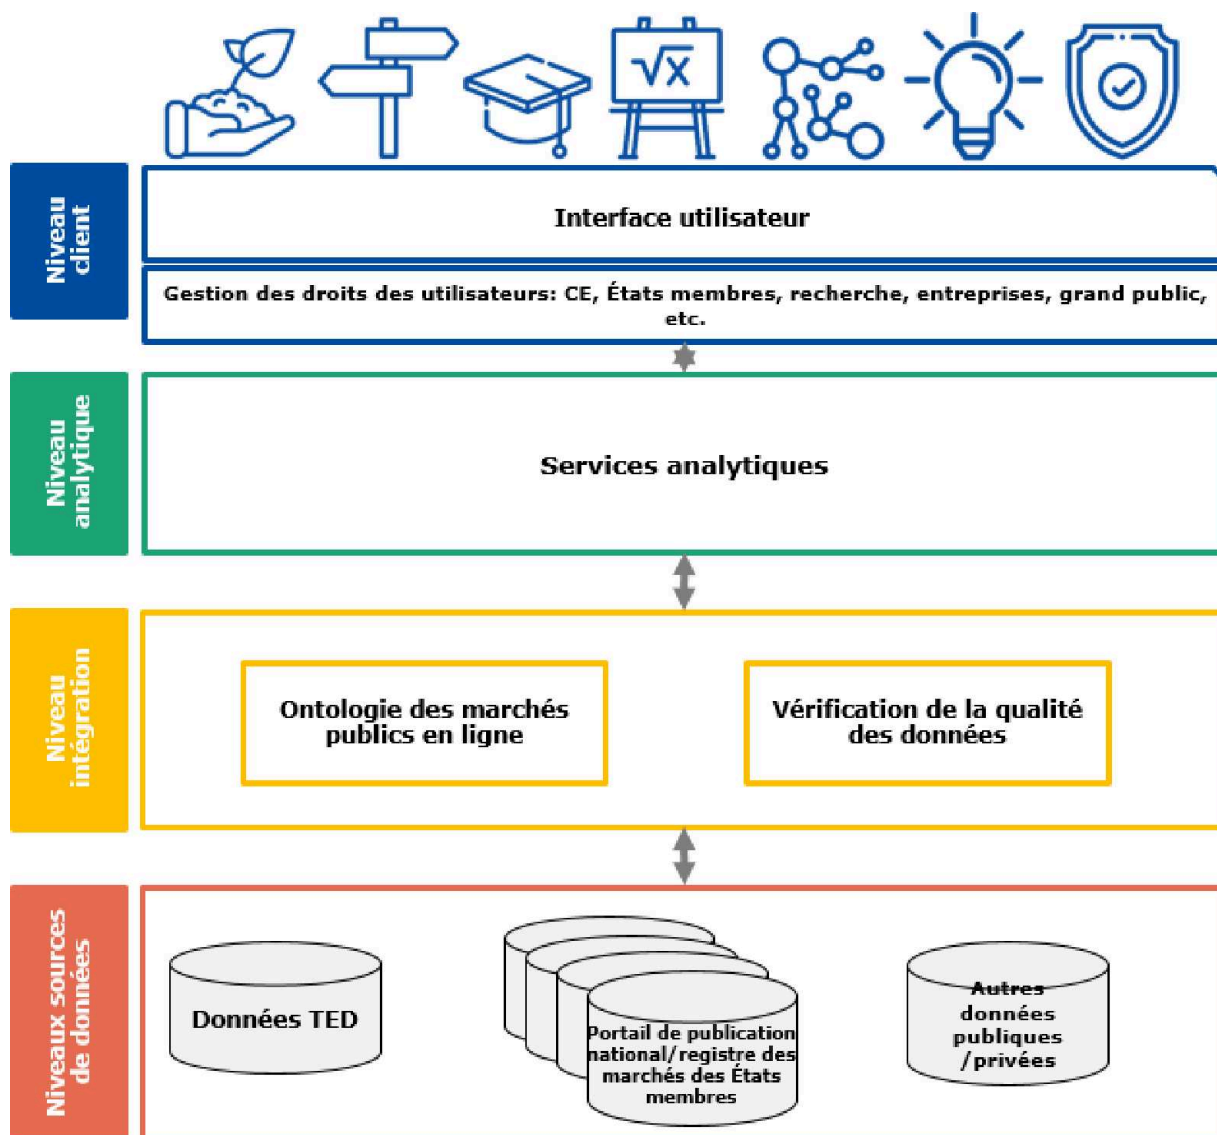 √x
Niveau
client
Interface utilisateur
Gestion des droits des utilisateurs: CE, États membres, recherche, entreprises, grand public,
etc.
Niveau
analytique
Services analytiques
Niveau
intégration
Ontologie des marchés
publics en ligne
Vérification de la qualité
des données
Niveaux sources
de données
Données TED
Portail de publication
national/registre des
marchés des États
membres
Autres
données
publiques
/privées